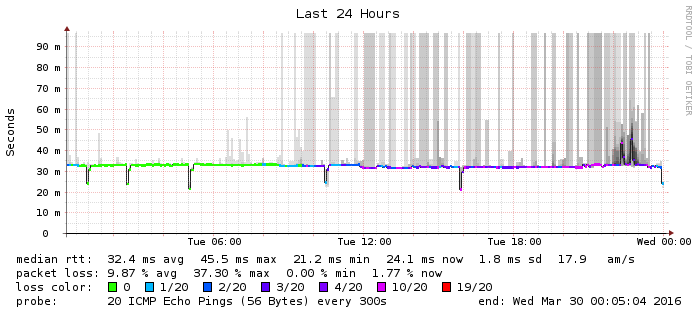 Last 24 Hours
RRDTOOL / TOBI OETIKER
Seconds
90 m
80 m
70 m
60 m
50 m
40 m
30 m
20 m
10 m
0
Tue 06:00 Tue 12:00 Tue 18:00 Wed 00:00
median rtt: 32.4 ms avg 45.5 ms max 21.2 ms min 24.1 ms now 1.8 ms sd 17.9 am/s
packet loss: 9.87 % avg 37.30 % max 0.00 % min 1.77 % now
loss color: 0 1/20 2/20 3/20 4/20 10/20 19/20
probe: 20 ICMP Echo Pings (56 Bytes) every 300s end: Wed Mar 30 00:05:04 2016